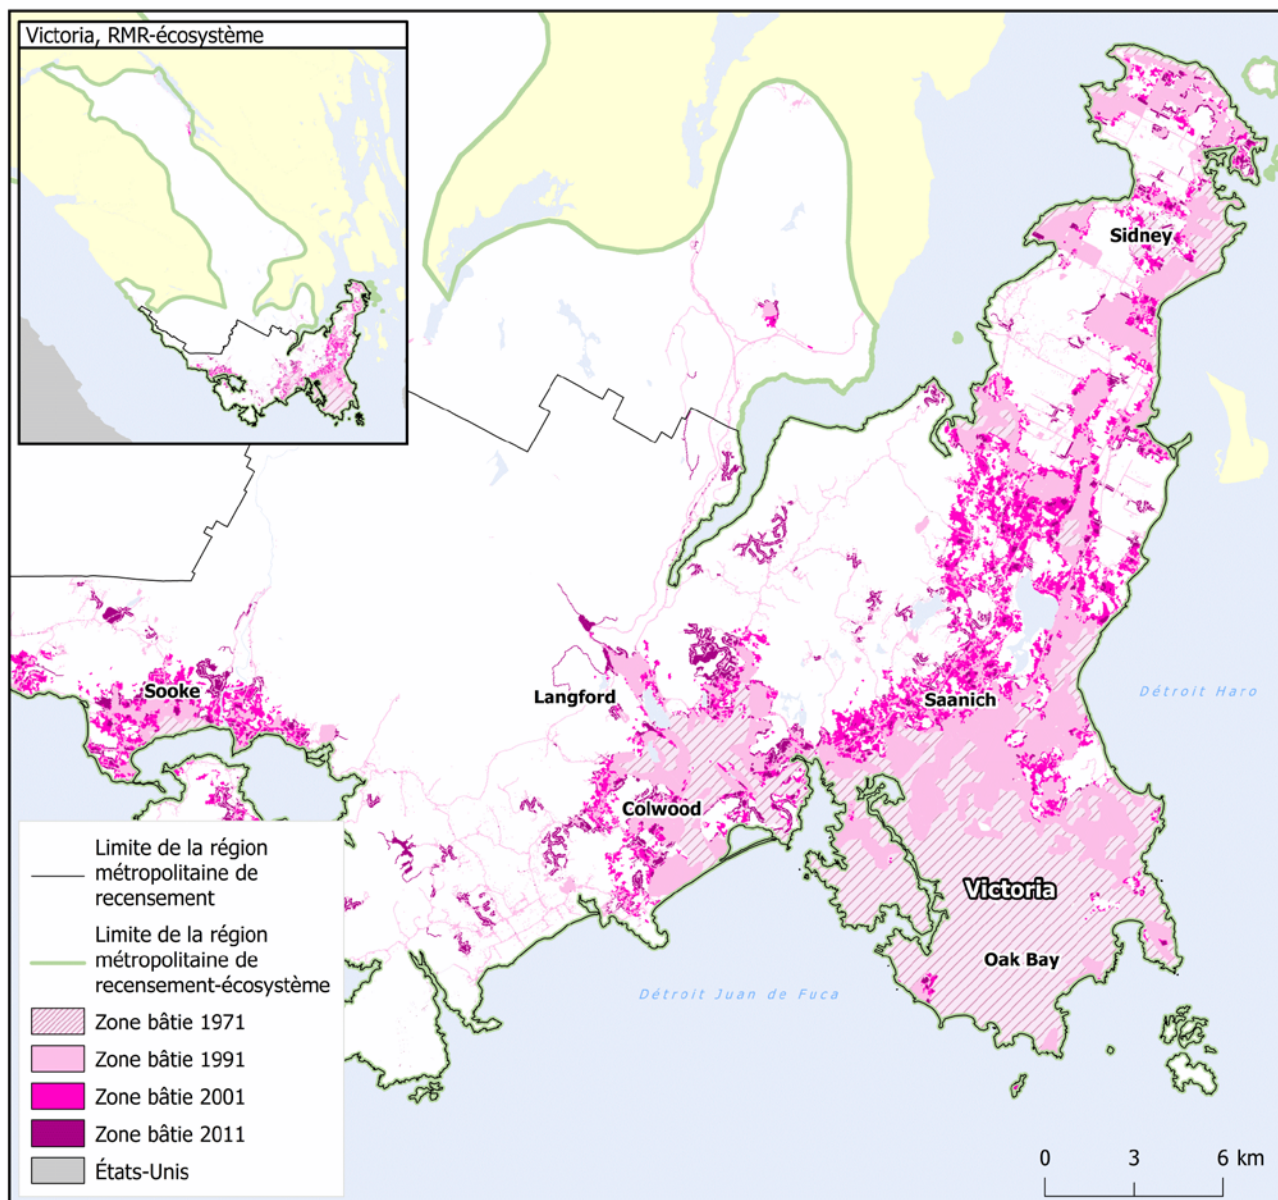 Victoria, RMR-écosystème
Sidney
Sooke
Langford
Saanich
Détroit Haro
Colwood
Victoria
Oak Bay
Détroit Juan de Fuca
Limite de la région
métropolitaine de
recensement
Limite de la région
métropolitaine de
recensement-écosystème
Zone bâtie 1971
Zone bâtie 1991
Zone bâtie 2001
Zone bâtie 2011
États-Unis
0 3 6 km